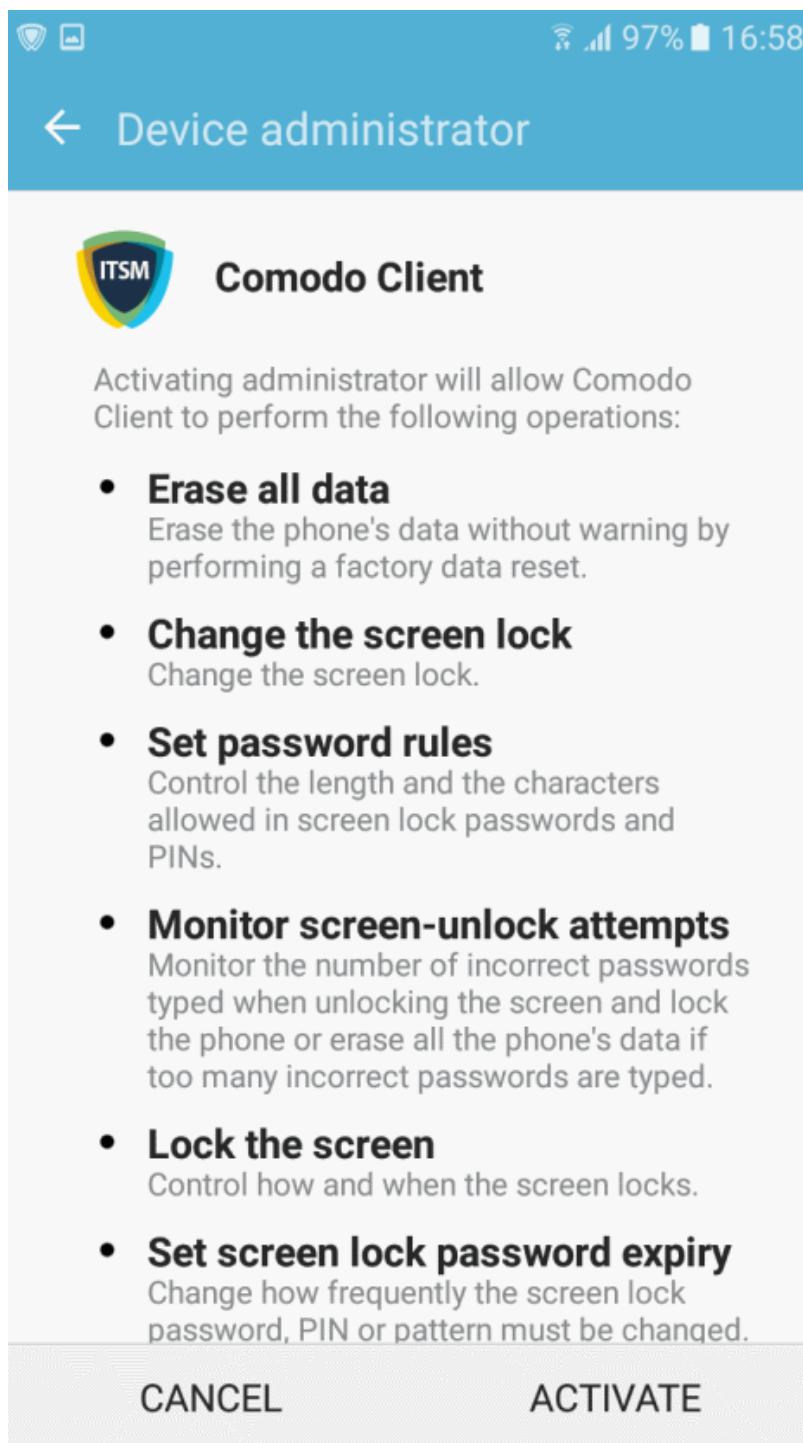 97% 16:58
Device administrator
ITSM
Comodo Client
Activating administrator will allow Comodo
Client to perform the following operations:
• Erase all data
Erase the phone's data without warning by
performing a factory data reset.
• Change the screen lock
Change the screen lock.
• Set password rules
Control the length and the characters
allowed in screen lock passwords and
PINs.
• Monitor screen-unlock attempts
Monitor the number of incorrect passwords
typed when unlocking the screen and lock
the phone or erase all the phone's data if
too many incorrect passwords are typed.
• Lock the screen
Control how and when the screen locks.
• Set screen lock password expiry
Change how frequently the screen lock
password, PIN or pattern must be changed.
CANCEL ACTIVATE